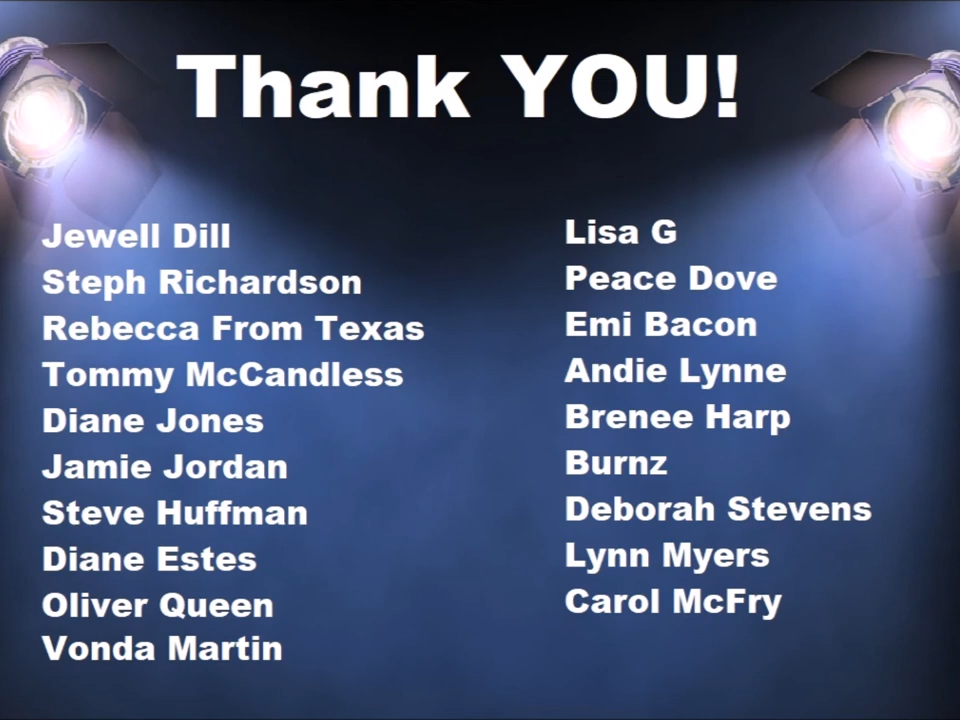 Thank YOU!
Jewell Dill
Steph Richardson
Rebecca From Texas
Tommy McCandless
Diane Jones
Jamie Jordan
Steve Huffman
Diane Estes
Oliver Queen
Vonda Martin
Lisa G
Peace Dove
Emi Bacon
Andie Lynne
Brenee Harp
Burnz
Deborah Stevens
Lynn Myers
Carol McFry